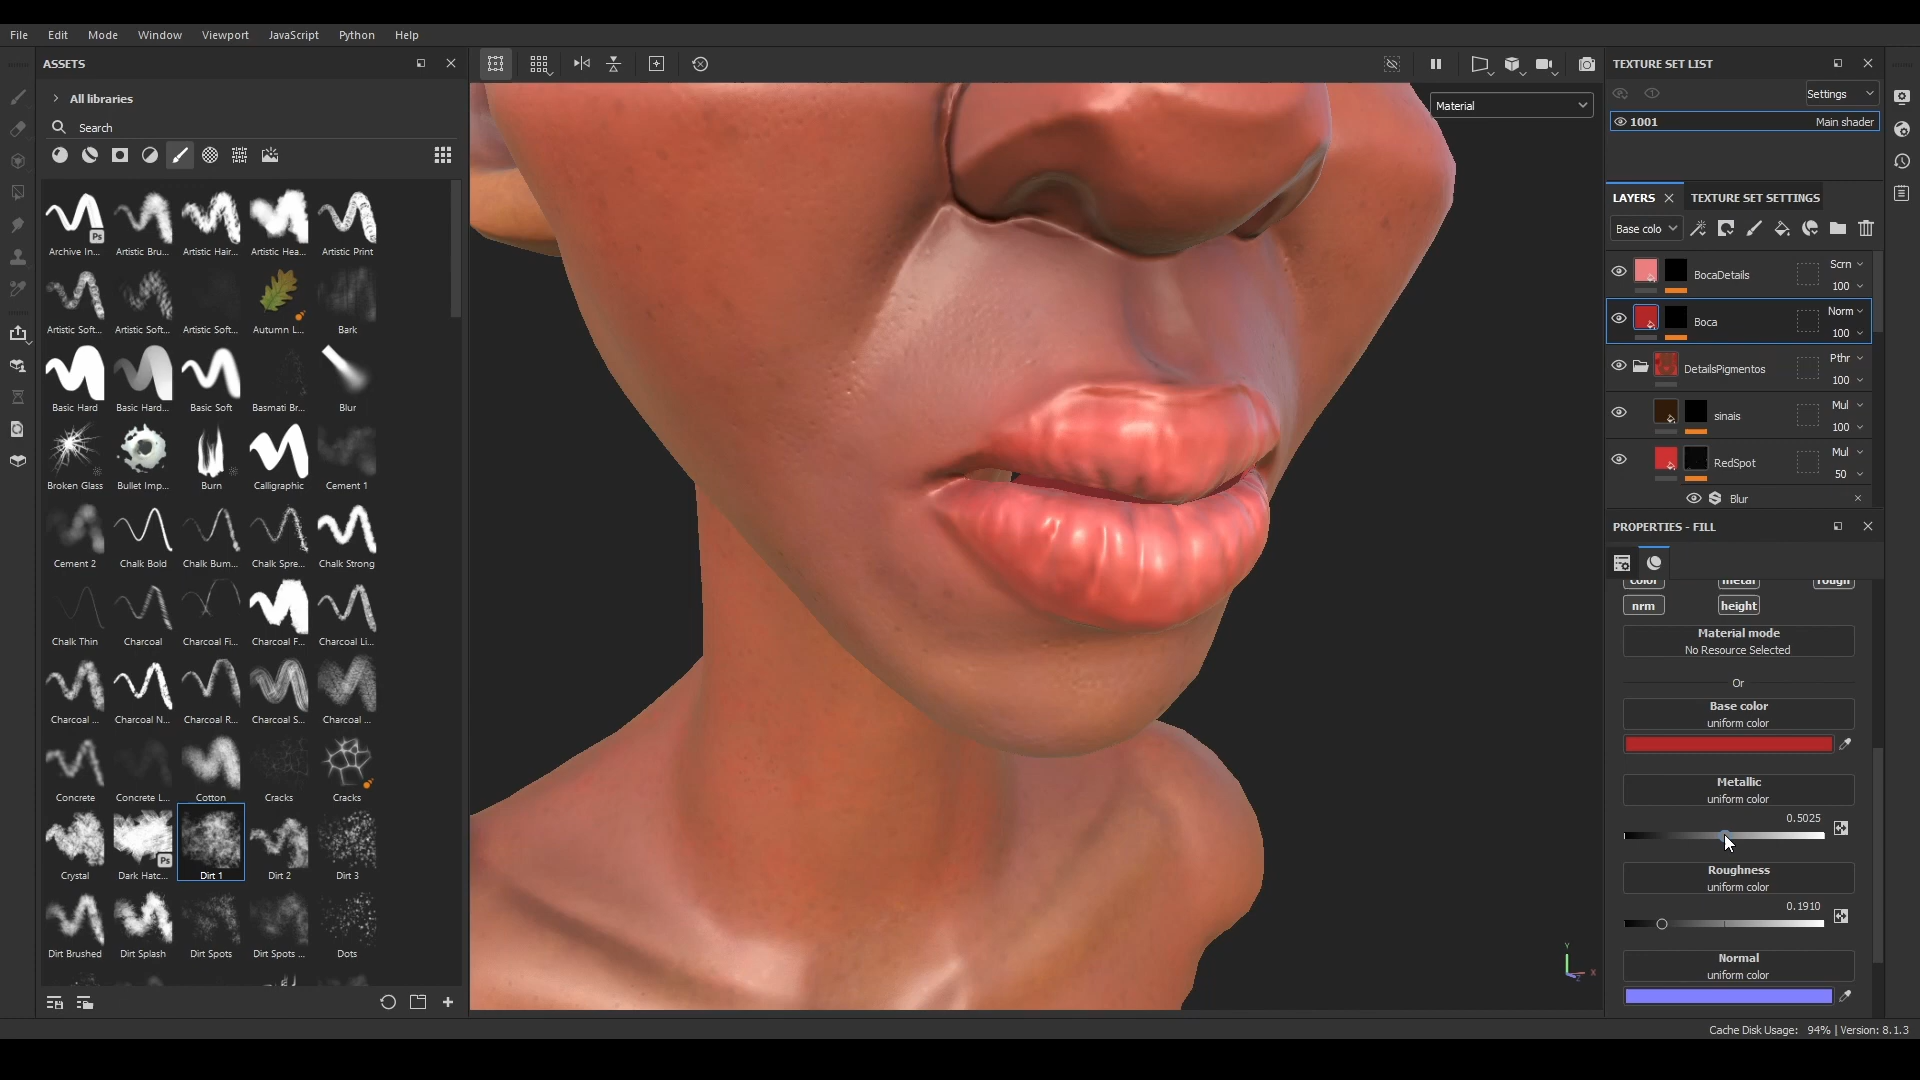 File Edit Mode Window Viewport JavaScript Python Help
ASSETS
All libraries
Search
Archive In...
Artistic Bru...
Artistic Hair...
Artistic Hea...
Artistic Print
Artistic Soft...
Artistic Soft...
Artistic Soft...
Autumn L...
Bark
Basic Hard
Basic Hard...
Basic Soft
Basmati Br...
Blur
Broken Glass
Bullet Imp...
Burn
Calligraphic
Cement 1
Cement 2
Chalk Bold
Chalk Bum...
Chalk Spre...
Chalk Strong
Chalk Thin
Charcoal
Charcoal Fi...
Charcoal F...
Charcoal Li...
Charcoal ...
Charcoal N...
Charcoal R...
Charcoal S...
Charcoal ...
Concrete
Concrete L...
Cotton
Cracks
Cracks
Crystal
Dark Hatc...
Dirt 1
Dirt 2
Dirt 3
Dirt Brushed
Dirt Splash
Dirt Spots
Dirt Spots ...
Dots
Ps
Ps
Material
Y
X
TEXTURE SET LIST
Settings
1001 Main shader
LAYERS
TEXTURE SET SETTINGS
Base colo
BocaDetails
Scrn
100
Boca
Norm
100
DetailsPigmentos
Pthr
100
sinais
Mul
100
RedSpot
Mul
50
Blur
PROPERTIES - FILL
color metal rough
nrm height
Material mode
No Resource Selected
Or
Base color
uniform color
Metallic
uniform color
0.5025
Roughness
uniform color
0.1910
Normal
uniform color
Cache Disk Usage: 94% | Version: 8.1.3